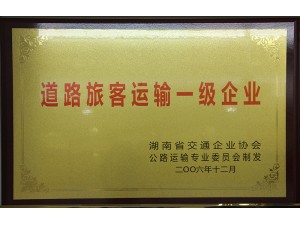 道路旅客运输一级企业
湖南省交通企业协会
公路运输专业委员会制发
二〇〇六年十二月